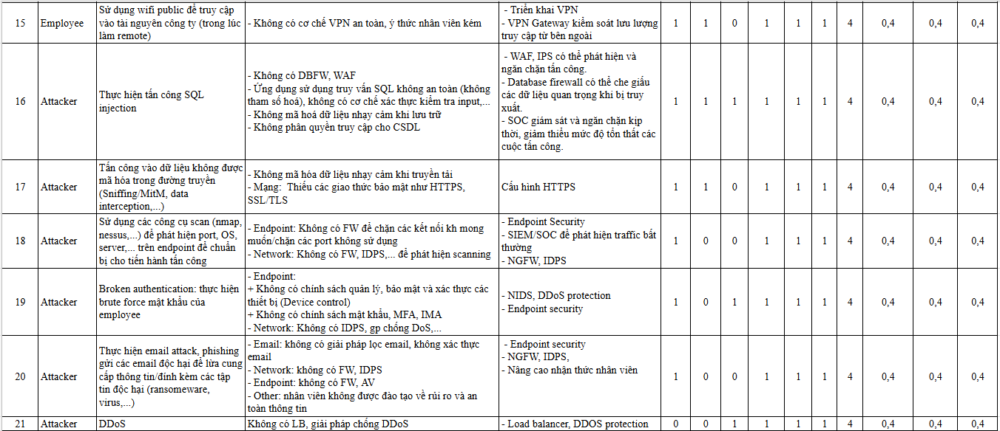 15
Employee
Sử dụng wifi public để truy cập
vào tài nguyên công ty (trong lúc
làm remote)
- Không có cơ chế VPN an toàn, ý thức nhân viên kém
- Triển khai VPN
- VPN Gateway kiểm soát lưu lượng
truy cập từ bên ngoài
1 1 0 1 1 1 4 0,4 0,4 0,4
16
Attacker
Thực hiện tấn công SQL
injection
- Không có DBFW, WAF
- Ứng dụng sử dụng truy vấn SQL không an toàn (không
tham số hoá), không có cơ chế xác thực kiểm tra input,...
- Không mã hoá dữ liệu nhạy cảm khi lưu trữ
- Không phân quyền truy cập cho CSDL
- WAF, IPS có thể phát hiện và
ngăn chặn tấn công.
- Database firewall có thể che giấu
các dữ liệu quan trọng khi bị truy
xuất.
- SOC giám sát và ngăn chặn kịp
thời, giảm thiểu mức độ tổn thất các
cuộc tấn công.
1 1 1 1 1 1 4 0,4 0,4 0,4
17
Attacker
Tấn công vào dữ liệu không được
mã hóa trong đường truyền
(Sniffing/MitM, data
interception,...)
- Không mã hóa dữ liệu nhạy cảm khi truyền tải
- Mạng: Thiếu các giao thức bảo mật như HTTPS,
SSL/TLS
Cấu hình HTTPS
1 1 0 1 1 1 4 0,4 0,4 0,4
18
Attacker
Sử dụng các công cụ scan (nmap,
nessus,...) để phát hiện port, OS,
server,... trên endpoint để chuẩn
bị cho tiến hành tấn công
- Endpoint: Không có FW để chặn các kết nối kh mong
muốn/chặn các port không sử dụng
- Network: Không có FW, IDPS,... để phát hiện scanning
- Endpoint Security
- SIEM/SOC để phát hiện traffic bất
thường
- NGFW, IDPS
1 0 0 1 1 1 4 0,4 0,4 0,4
19
Attacker
Broken authentication: thực hiện
brute force mật khẩu của
employee
- Endpoint:
+ Không có chính sách quản lý, bảo mật và xác thực các
thiết bị (Device control)
+ Không có chính sách mật khẩu, MFA, IMA
- Network: Không có IDPS, gp chống DoS,...
- NIDS, DDoS protection
- Endpoint security
1 0 1 1 1 1 4 0,4 0,4 0,4
20
Attacker
Thực hiện email attack, phishing
gửi các email độc hại để lừa cung
cấp thông tin/đính kèm các tập
tin độc hại (ransomeware,
virus,...)
- Email: không có giải pháp lọc email, không xác thực
email
- Network: không có FW, IDPS
- Endpoint: không có FW, AV
- Other: nhân viên không được đào tạo về rủi ro và an
toàn thông tin
- Endpoint security
- NGFW, IDPS,
- Nâng cao nhận thức nhân viên
1 0 0 1 1 1 4 0,4 0,4 0,4
21
Attacker
DDoS
Không có LB, giải pháp chống DDoS
- Load balancer, DDOS protection
0 0 1 1 1 1 4 0,4 0,4 0,4